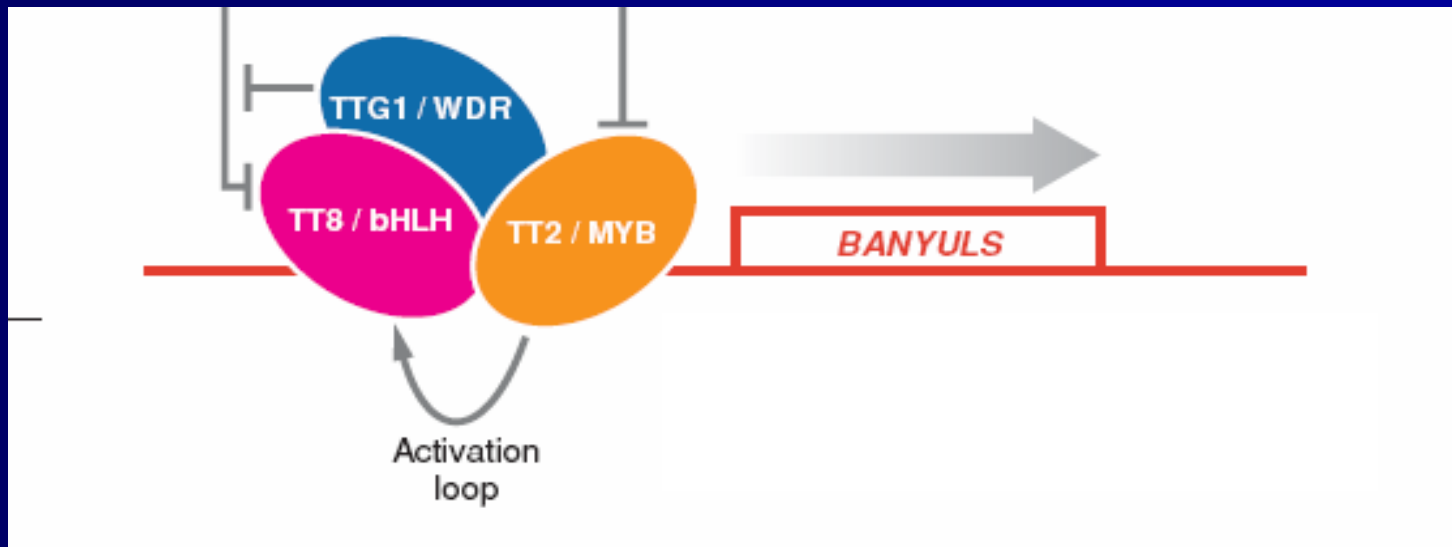 TTG1 / WDR
TT8 / bHLH
TT2 / MYB
BANYULS
Activation
loop